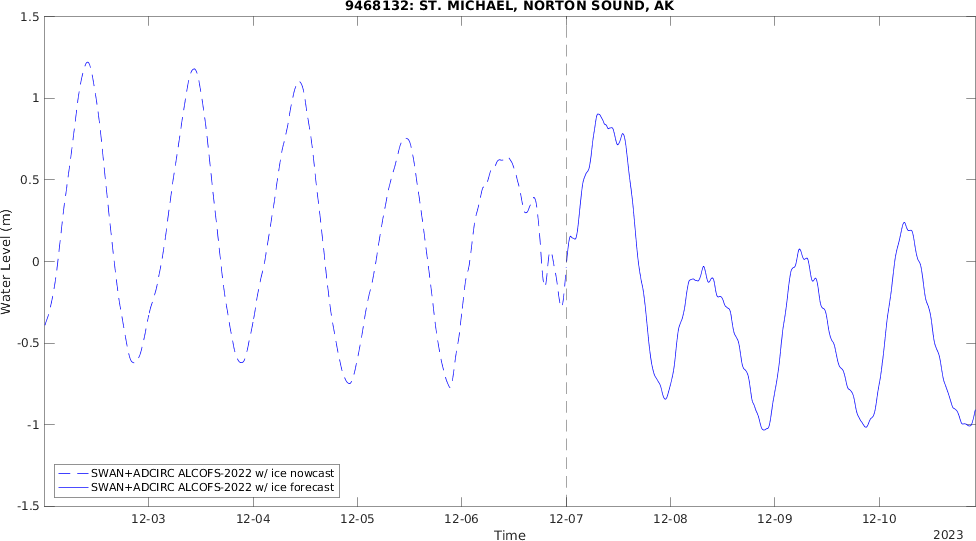 9468132: ST. MICHAEL, NORTON SOUND, AK
1.5
1
0.5
0
-0.5
-1
-1.5
Water Level (m)
SWAN+ADCIRC ALCOFS-2022 w/ ice nowcast
SWAN+ADCIRC ALCOFS-2022 w/ ice forecast
12-03 12-04 12-05 12-06 12-07 12-08 12-09 12-10
Time
2023